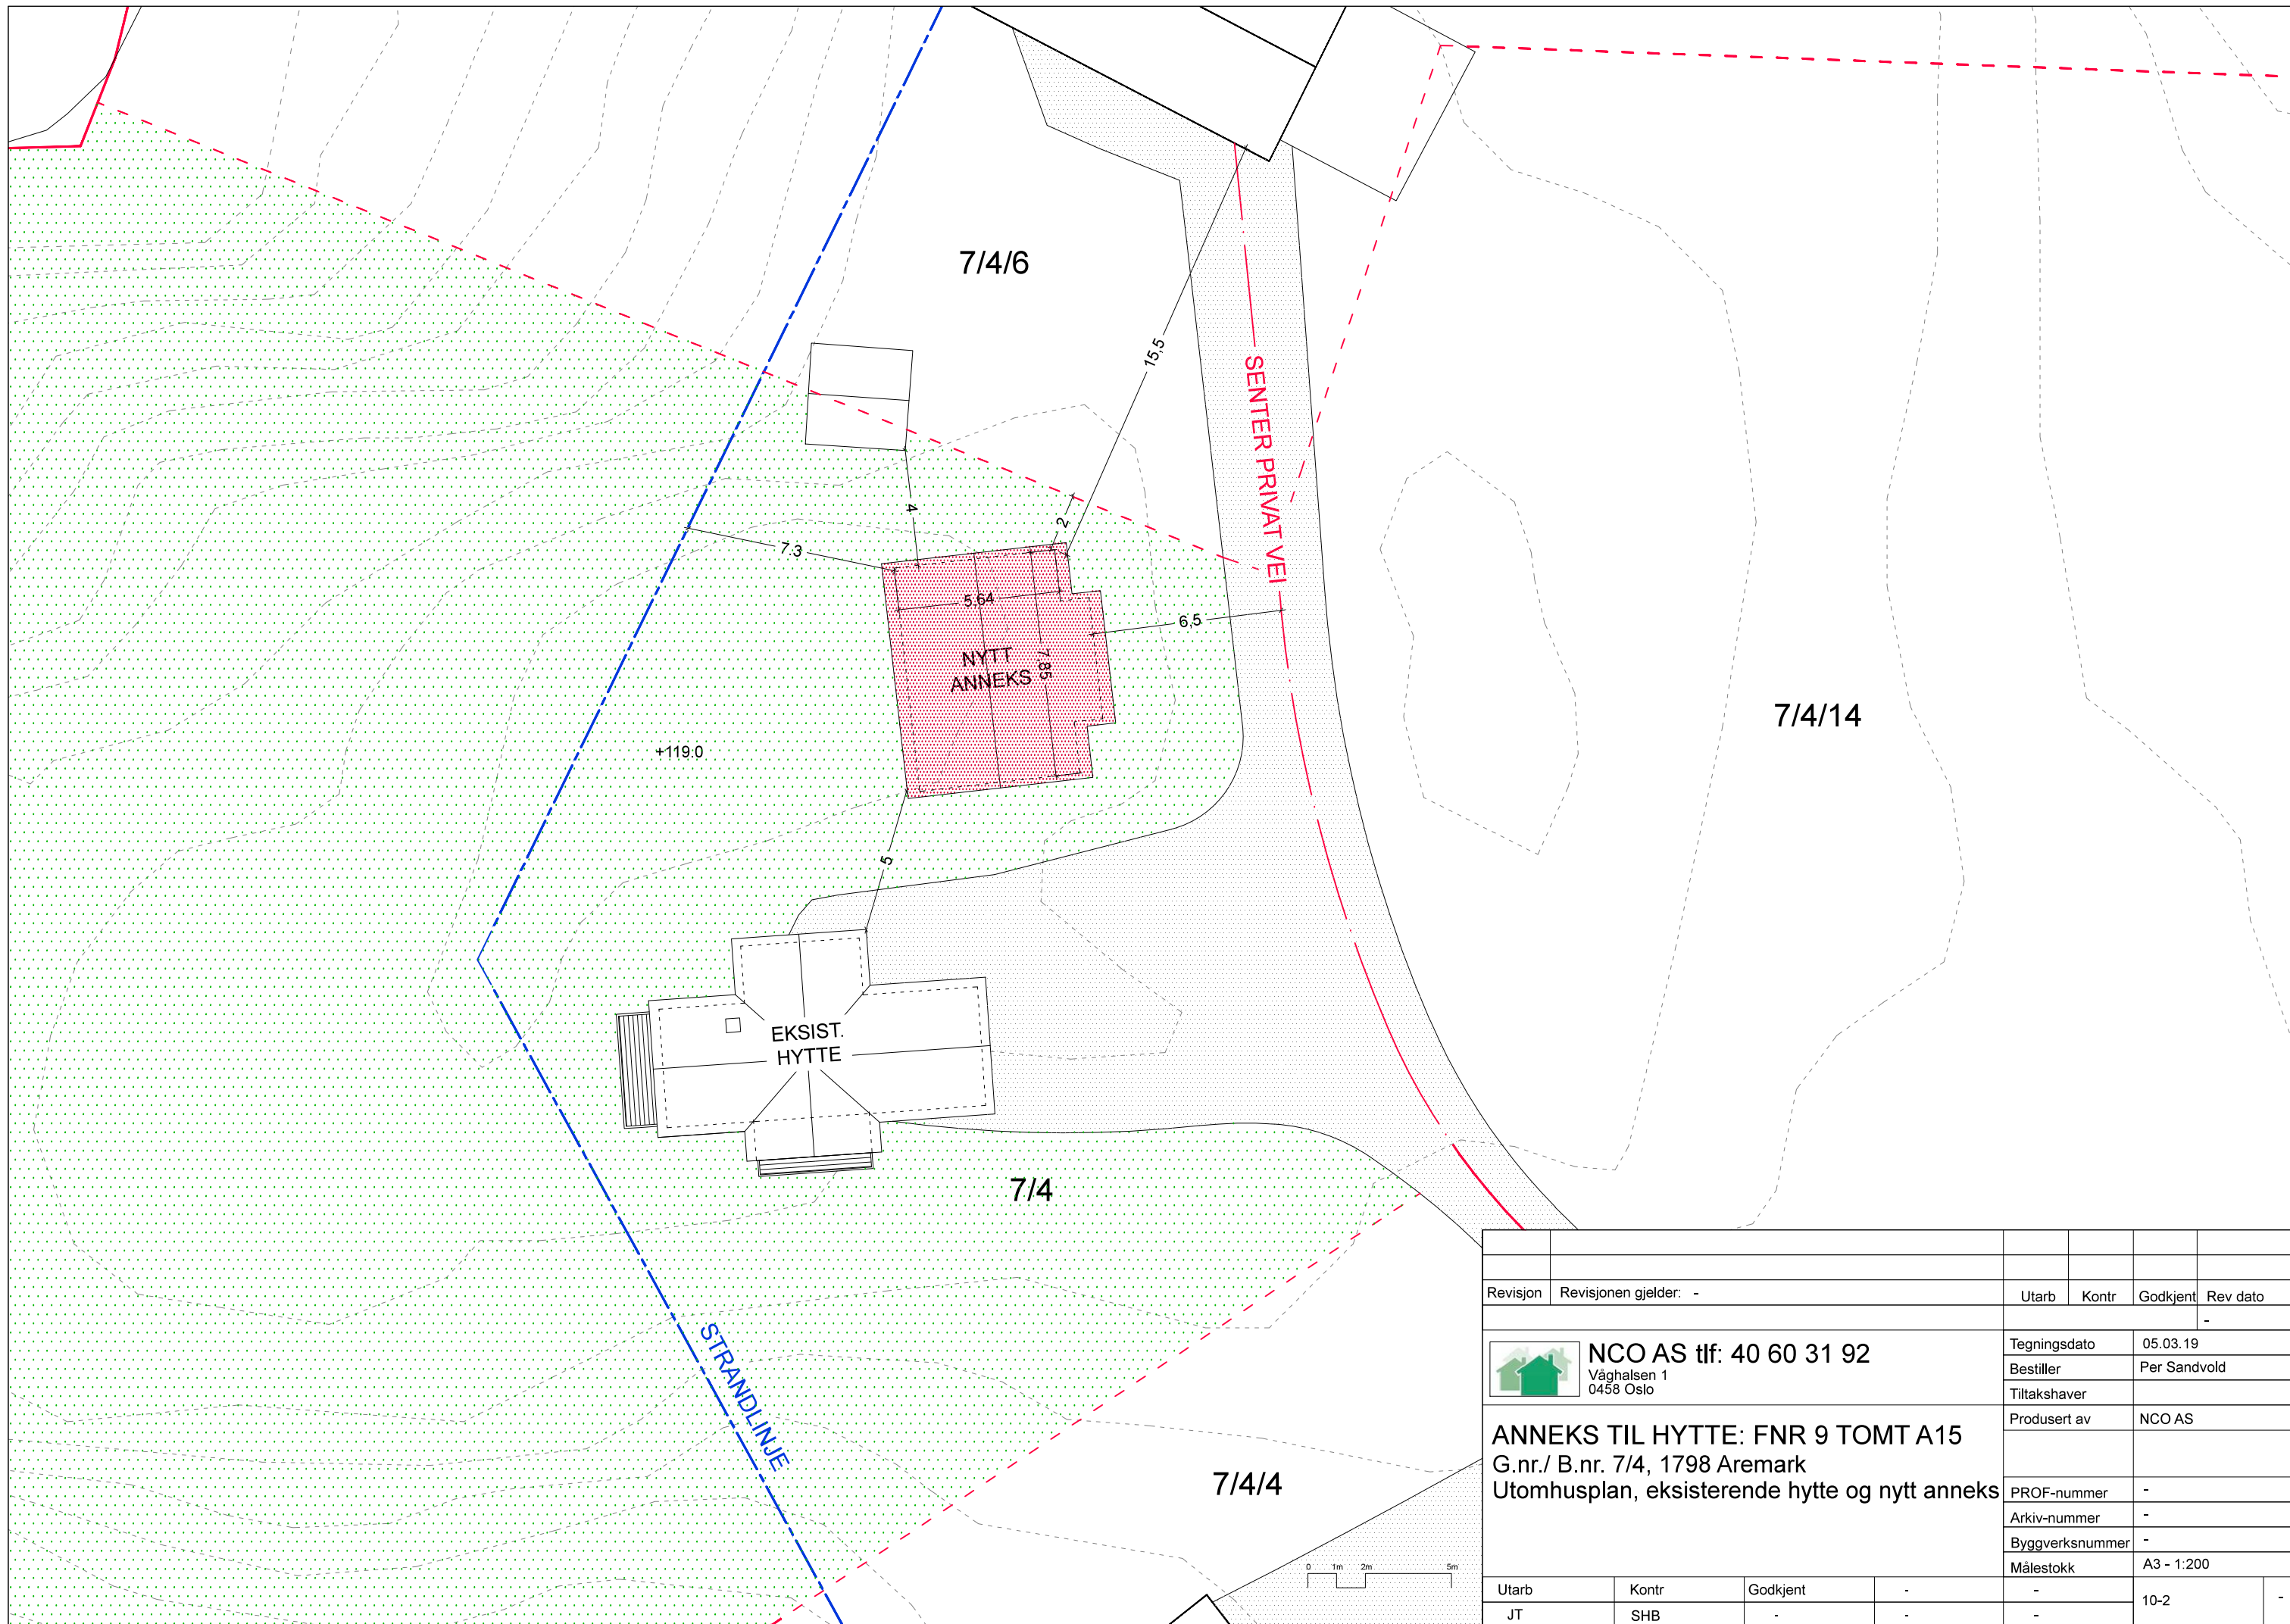 7/4/6
15,5
SENTER PRIVAT VEI
4
2
7.3
5,64
6,5
NYTT
ANNEKS
7,85
7/4/14
+119.0
5
EKSIST.
HYTTE
7/4
STRANDLINJE
7/4/4
0 1m 2m 5m
Revisjon Revisjonen gjelder: - Utarb Kontr Godkjent Rev dato
-
NCO AS tlf: 40 60 31 92
Våghalsen 1
0458 Oslo
Tegningsdato 05.03.19
Bestiller Per Sandvold
Tiltakshaver
Produsert av NCO AS
ANNEKS TIL HYTTE: FNR 9 TOMT A15
G.nr./ B.nr. 7/4, 1798 Aremark
Utomhusplan, eksisterende hytte og nytt anneks
PROF-nummer -
Arkiv-nummer -
Byggverksnummer -
Målestokk A3 - 1:200
Utarb Kontr Godkjent - -
JT SHB - - -
10-2 -